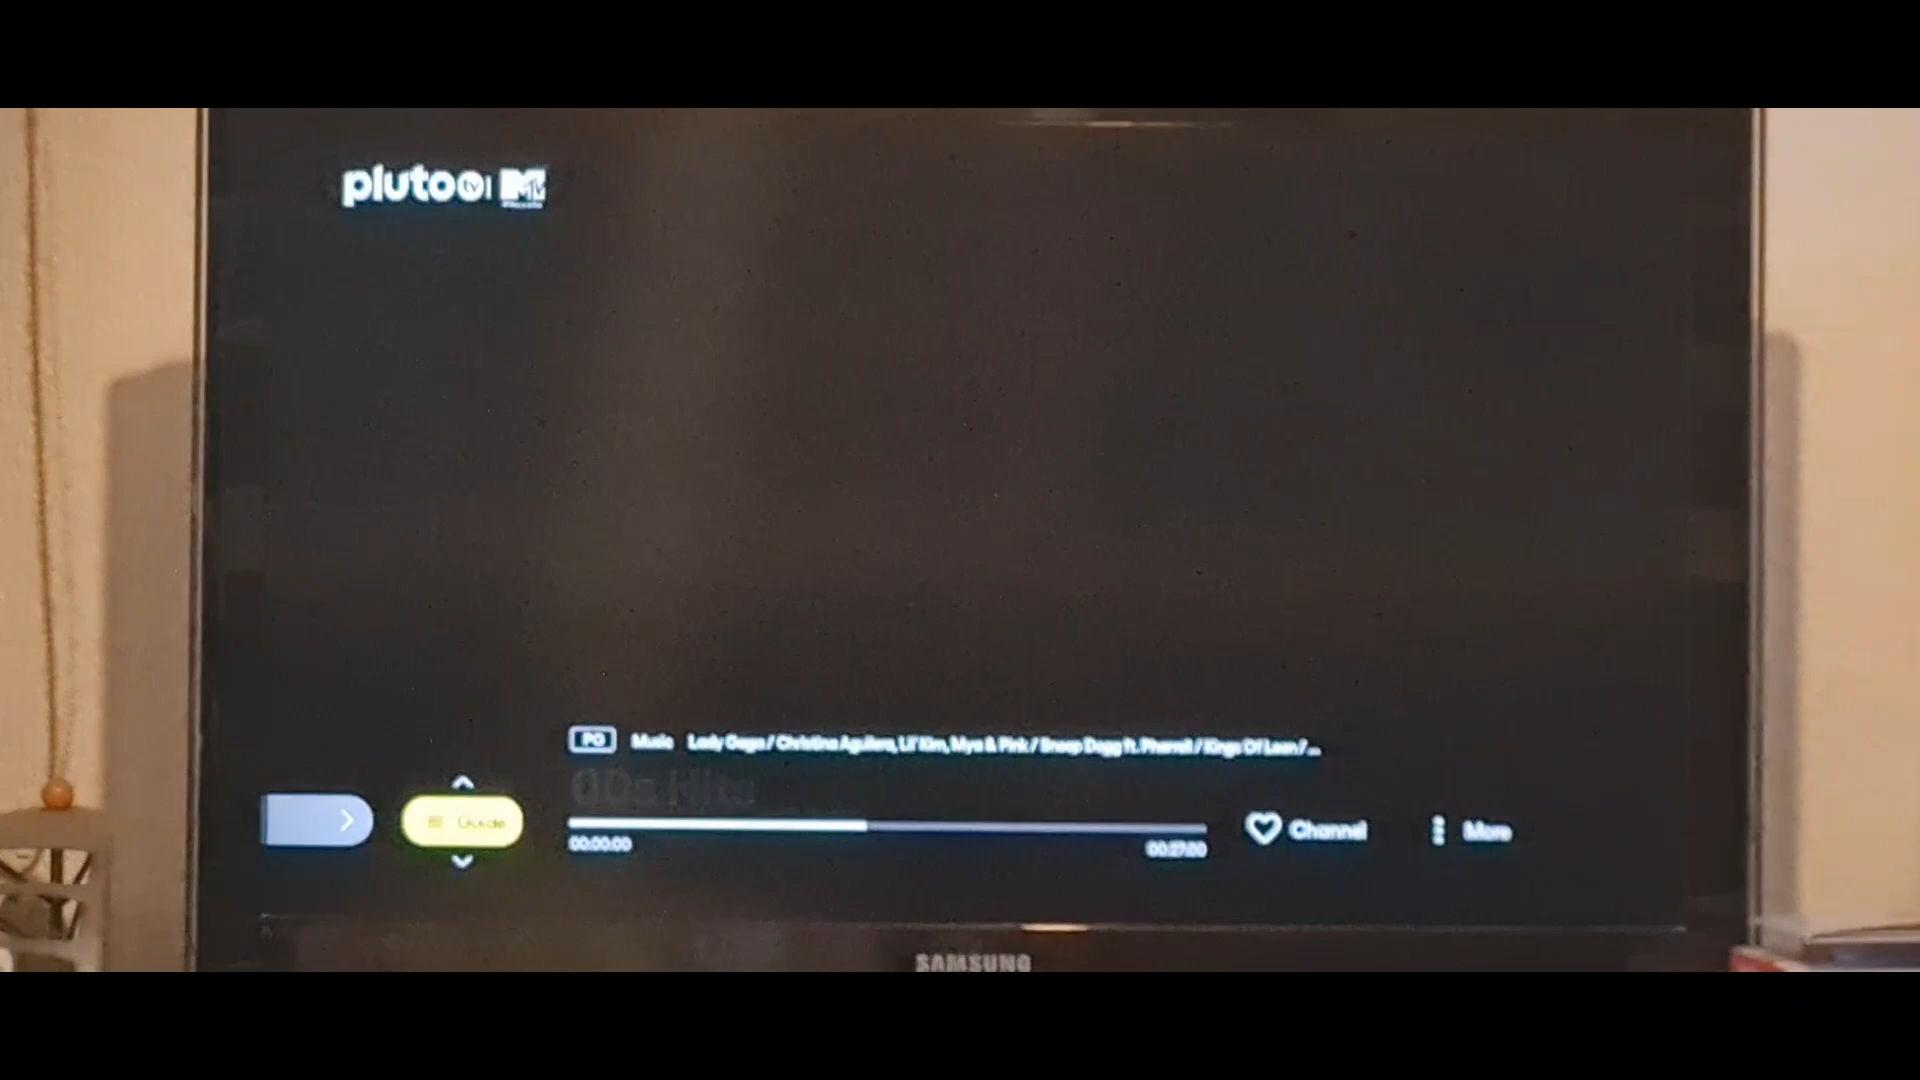 pluto tv | MTV
PG Music Lady Gaga / Christina Aguilera, Lil' Kim, Mya & Pink / Snoop Dogg ft. Pharrell / Kings Of Leon / ...
00s Hits
Guide
Channel
More
00:00:00
00:27:00
SAMSUNG